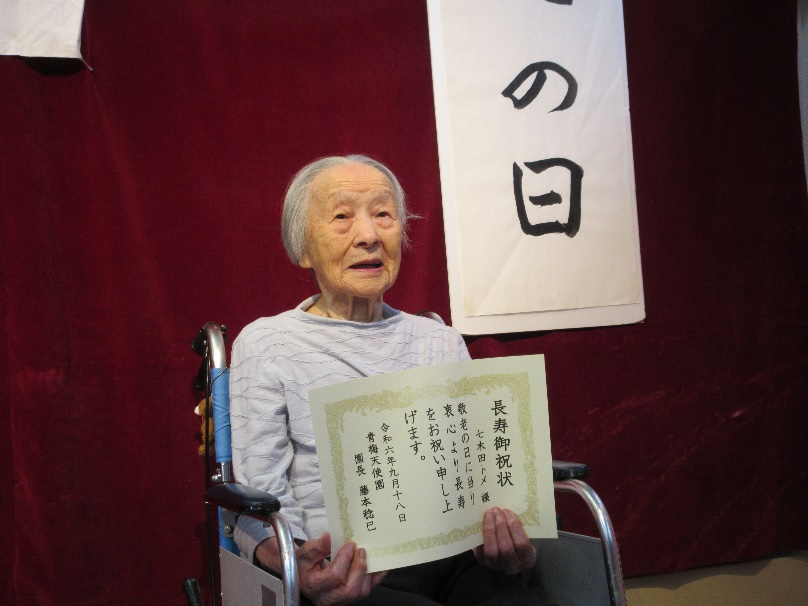 の日
長寿御祝状
七木田トメ 様
敬老の日に当り
衷心より長寿
をお祝い申し上
げます。
令和六年九月十八日
青梅天使園
園長 藤本稔巳